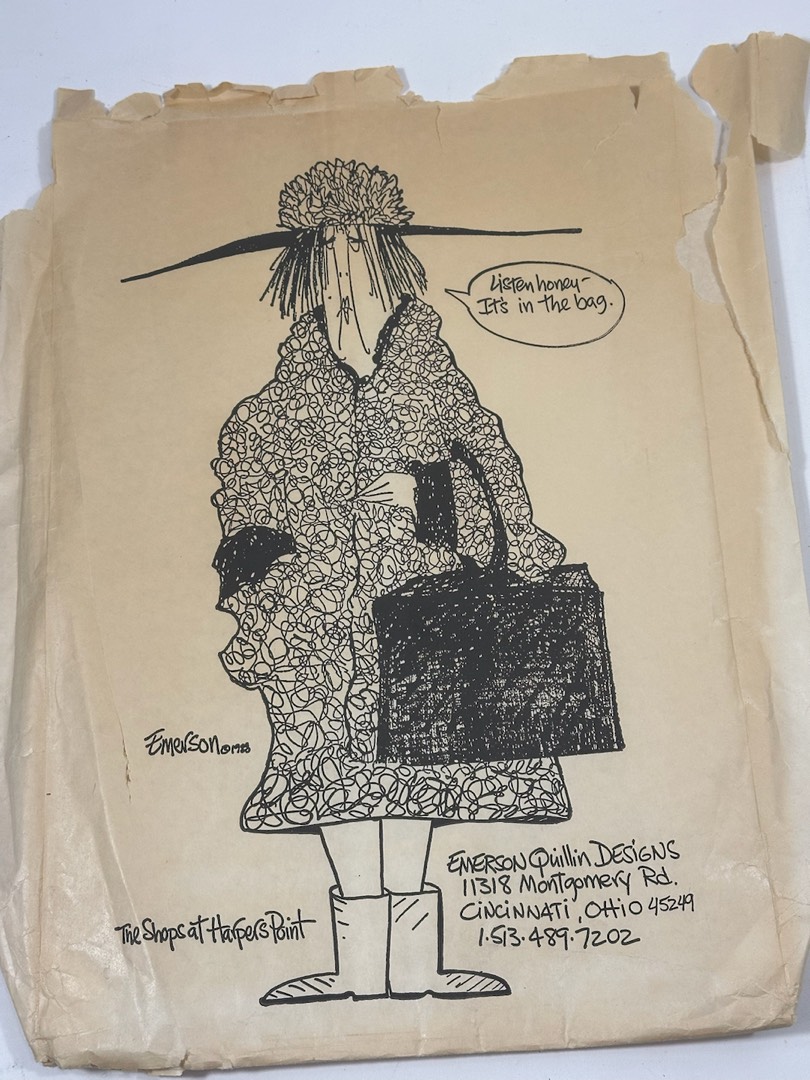 Listen honey-
It's in the bag.
Emerson ©1988
EMERSON Quillin DESIGNS
11318 Montgomery Rd.
CINCINNATI, OHIO 45249
1·513·489·7202
The Shops at Harpers Point